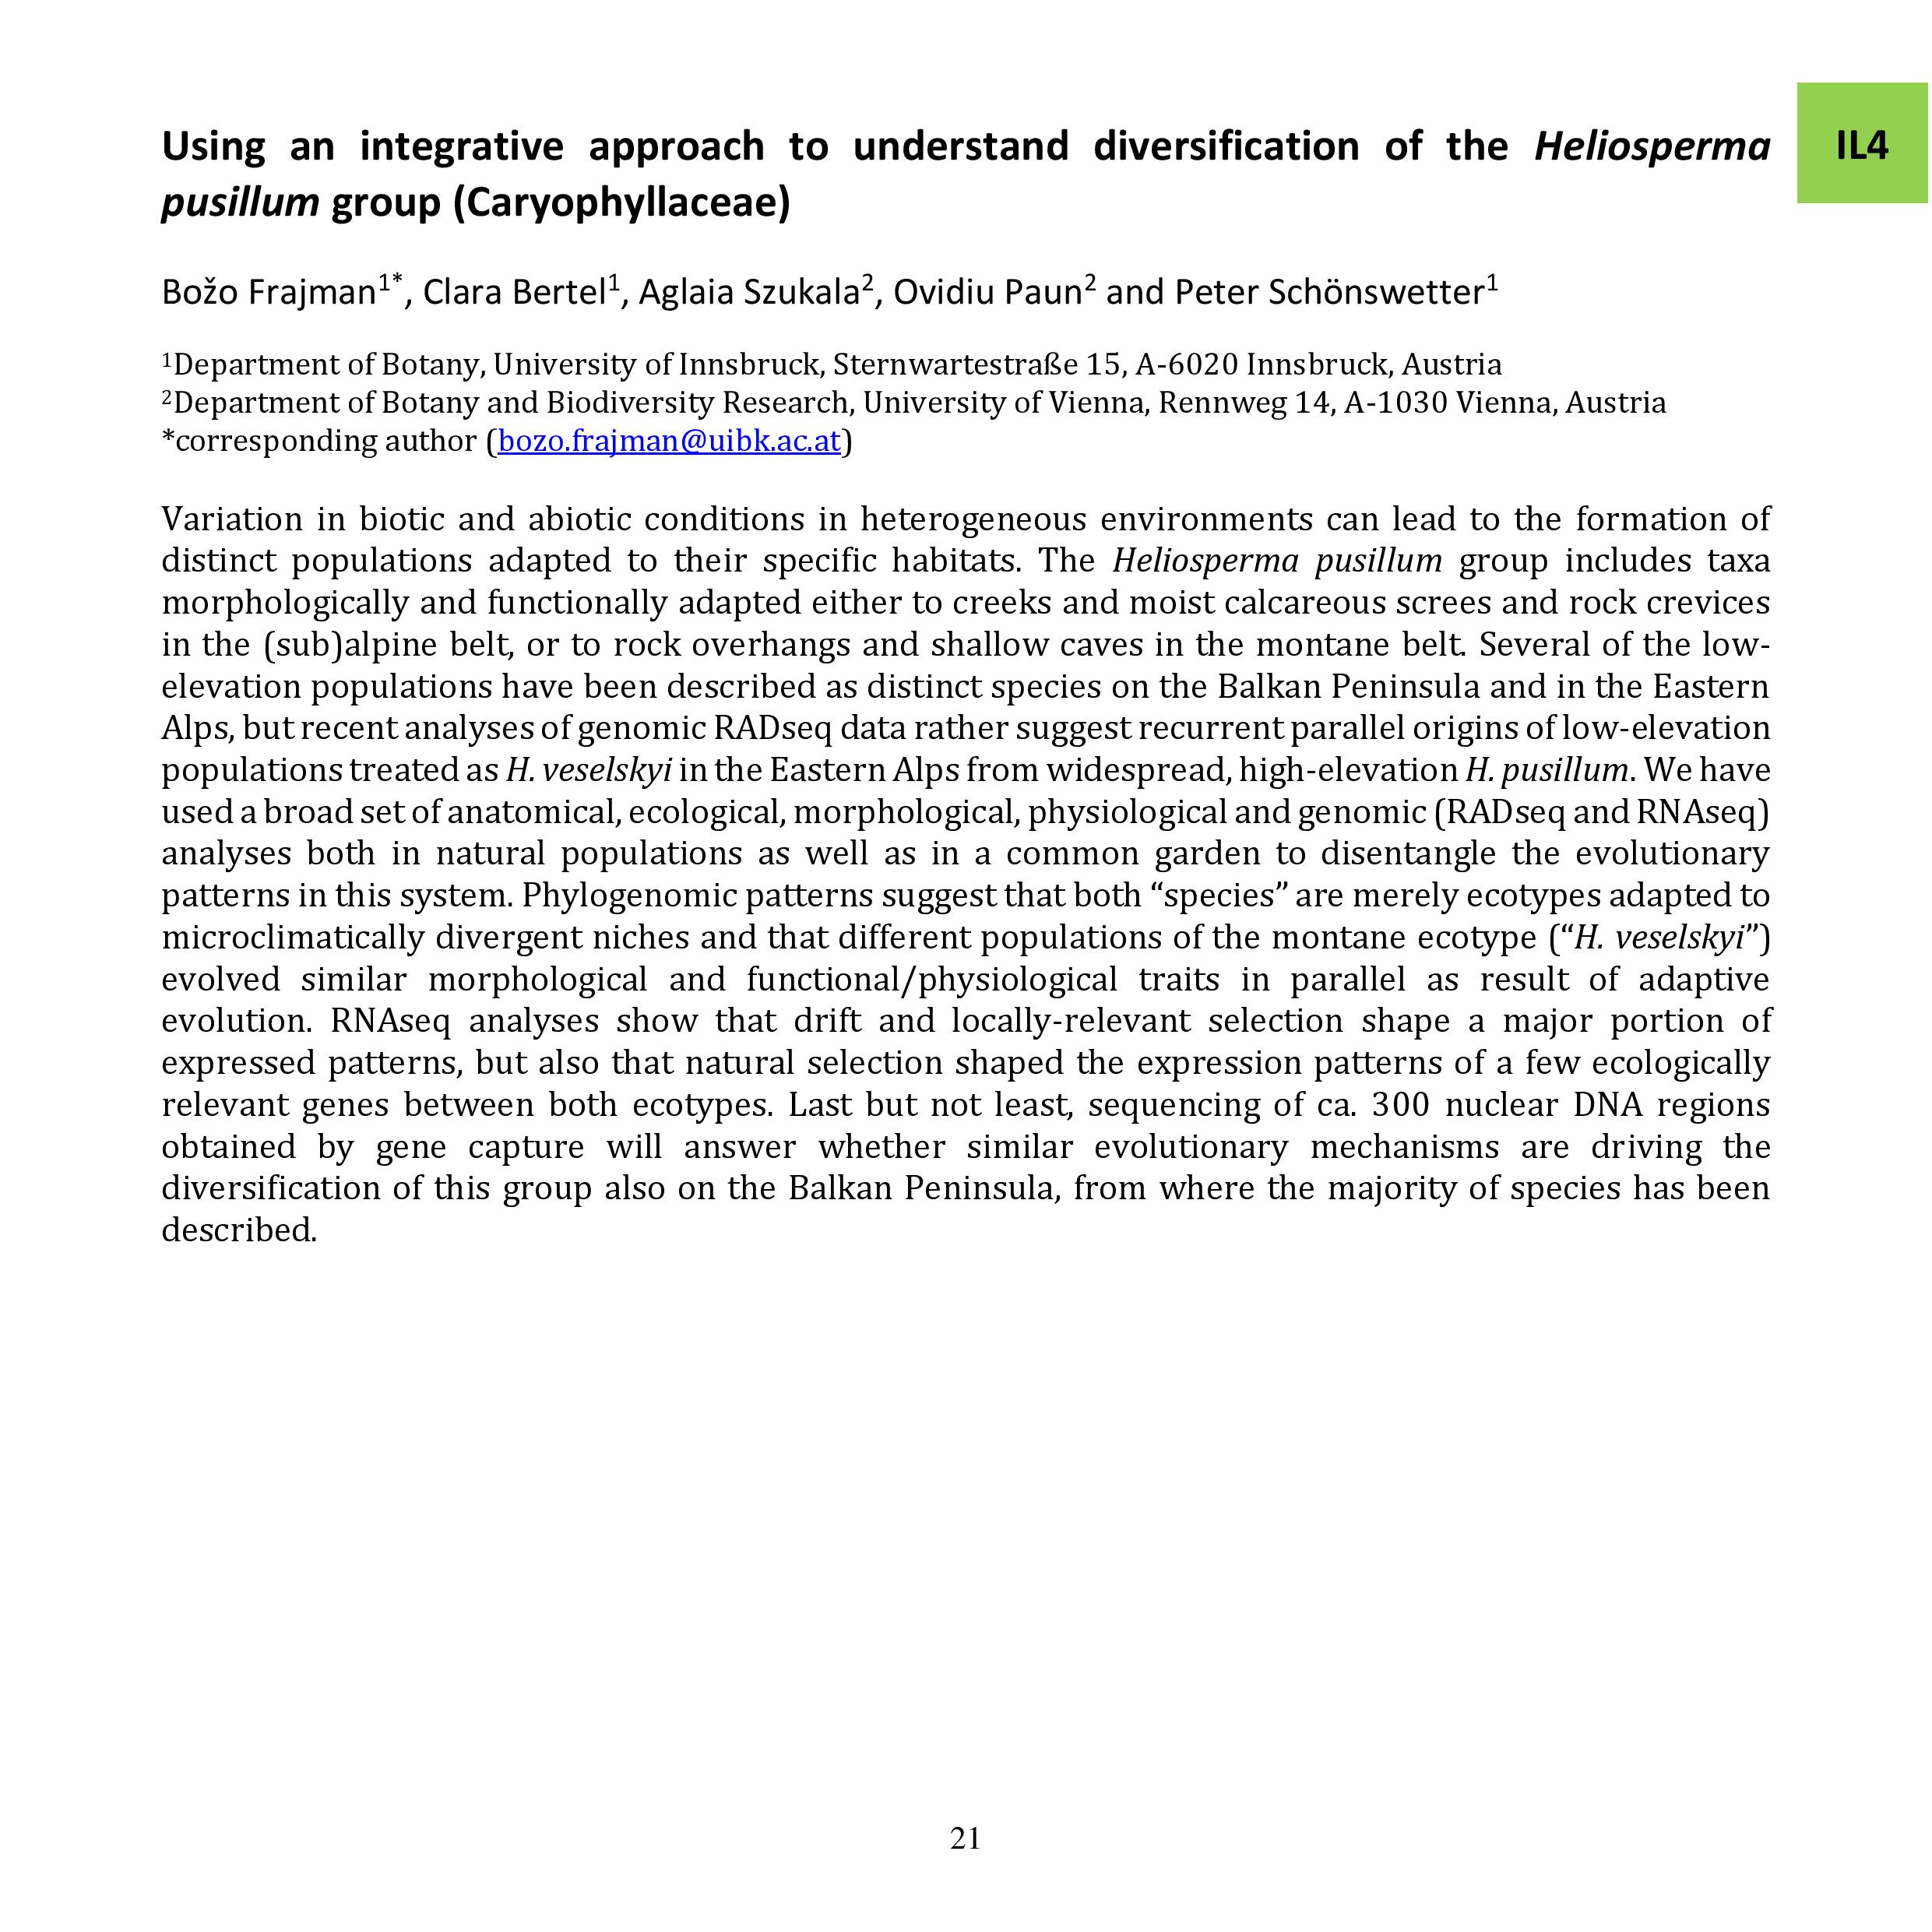 Using an integrative approach to understand diversification of the Heliosperma
pusillum group (Caryophyllaceae)
IL4
Božo Frajman1*, Clara Bertel1, Aglaia Szukala2, Ovidiu Paun2 and Peter Schönswetter1
1Department of Botany, University of Innsbruck, Sternwartestraße 15, A-6020 Innsbruck, Austria
2Department of Botany and Biodiversity Research, University of Vienna, Rennweg 14, A-1030 Vienna, Austria
*corresponding author (bozo.frajman@uibk.ac.at)
Variation in biotic and abiotic conditions in heterogeneous environments can lead to the formation of
distinct populations adapted to their specific habitats. The Heliosperma pusillum group includes taxa
morphologically and functionally adapted either to creeks and moist calcareous screes and rock crevices
in the (sub)alpine belt, or to rock overhangs and shallow caves in the montane belt. Several of the low-
elevation populations have been described as distinct species on the Balkan Peninsula and in the Eastern
Alps, but recent analyses of genomic RADseq data rather suggest recurrent parallel origins of low-elevation
populations treated as H. veselskyi in the Eastern Alps from widespread, high-elevation H. pusillum. We have
used a broad set of anatomical, ecological, morphological, physiological and genomic (RADseq and RNAseq)
analyses both in natural populations as well as in a common garden to disentangle the evolutionary
patterns in this system. Phylogenomic patterns suggest that both “species” are merely ecotypes adapted to
microclimatically divergent niches and that different populations of the montane ecotype (“H. veselskyi”)
evolved similar morphological and functional/physiological traits in parallel as result of adaptive
evolution. RNAseq analyses show that drift and locally-relevant selection shape a major portion of
expressed patterns, but also that natural selection shaped the expression patterns of a few ecologically
relevant genes between both ecotypes. Last but not least, sequencing of ca. 300 nuclear DNA regions
obtained by gene capture will answer whether similar evolutionary mechanisms are driving the
diversification of this group also on the Balkan Peninsula, from where the majority of species has been
described.
21